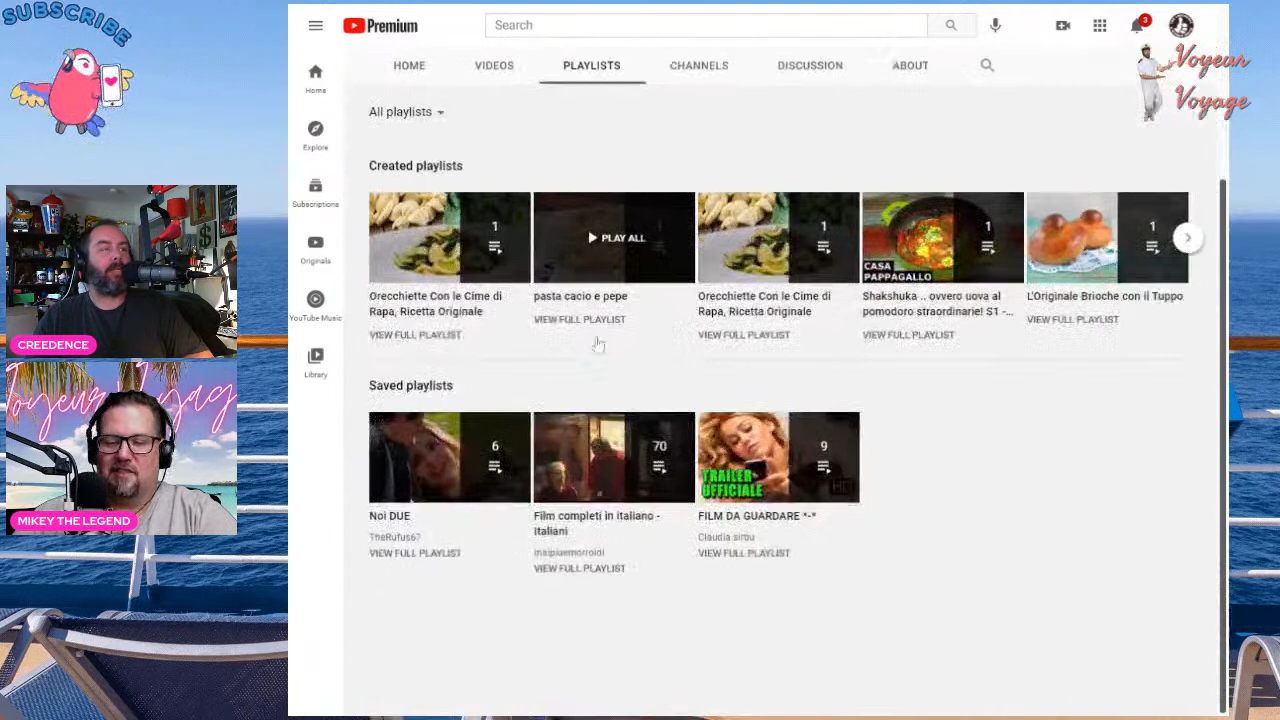 SUBSCRIBE
Premium
Search
3
Voyeur
Voyage
HOME
VIDEOS
PLAYLISTS
CHANNELS
DISCUSSION
ABOUT
Home
Explore
Subscriptions
Originals
YouTube Music
Library
All playlists
Created playlists
1
PLAY ALL
1
1
CASA
PAPPAGALLO
1
Orecchiette Con le Cime di
Rapa, Ricetta Originale
VIEW FULL PLAYLIST
pasta cacio e pepe
VIEW FULL PLAYLIST
Orecchiette Con le Cime di
Rapa, Ricetta Originale
VIEW FULL PLAYLIST
Shakshuka .. ovvero uova al
pomodoro straordinarie! S1 -...
VIEW FULL PLAYLIST
L'Originale Brioche con il Tuppo
VIEW FULL PLAYLIST
Saved playlists
6
70
TRAILER
UFFICIALE
9
HD
Noi DUE
TheRufus67
VIEW FULL PLAYLIST
Film completi in italiano -
Italiani
VIEW FULL PLAYLIST
FILM DA GUARDARE *-*
Claudia sirbu
VIEW FULL PLAYLIST
CREEDENCE
MIKEY THE LEGEND